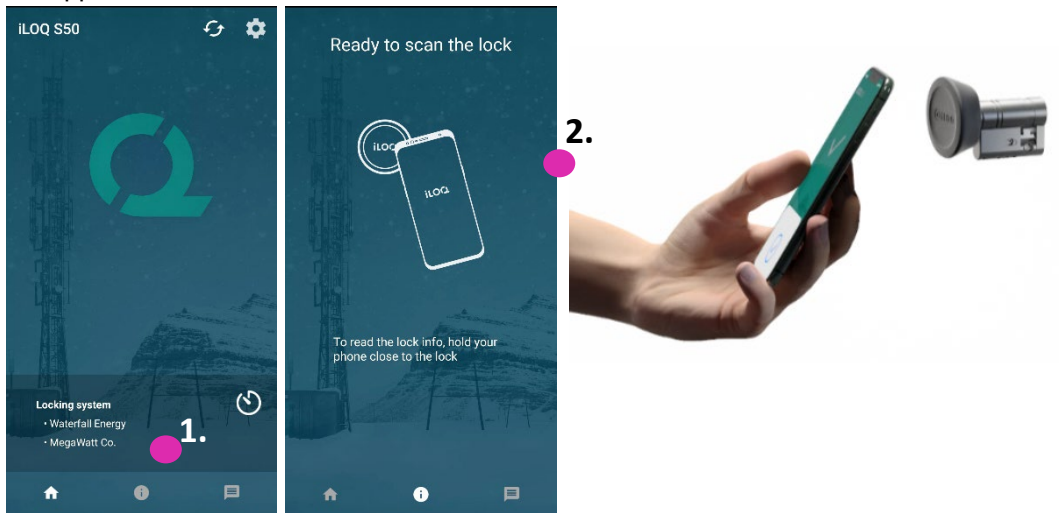 iLOQ S50
Locking system
• Waterfall Energy
• MegaWatt Co.
1.
Ready to scan the lock
iLOQ
iLOQ
To read the lock info, hold your
phone close to the lock
2.